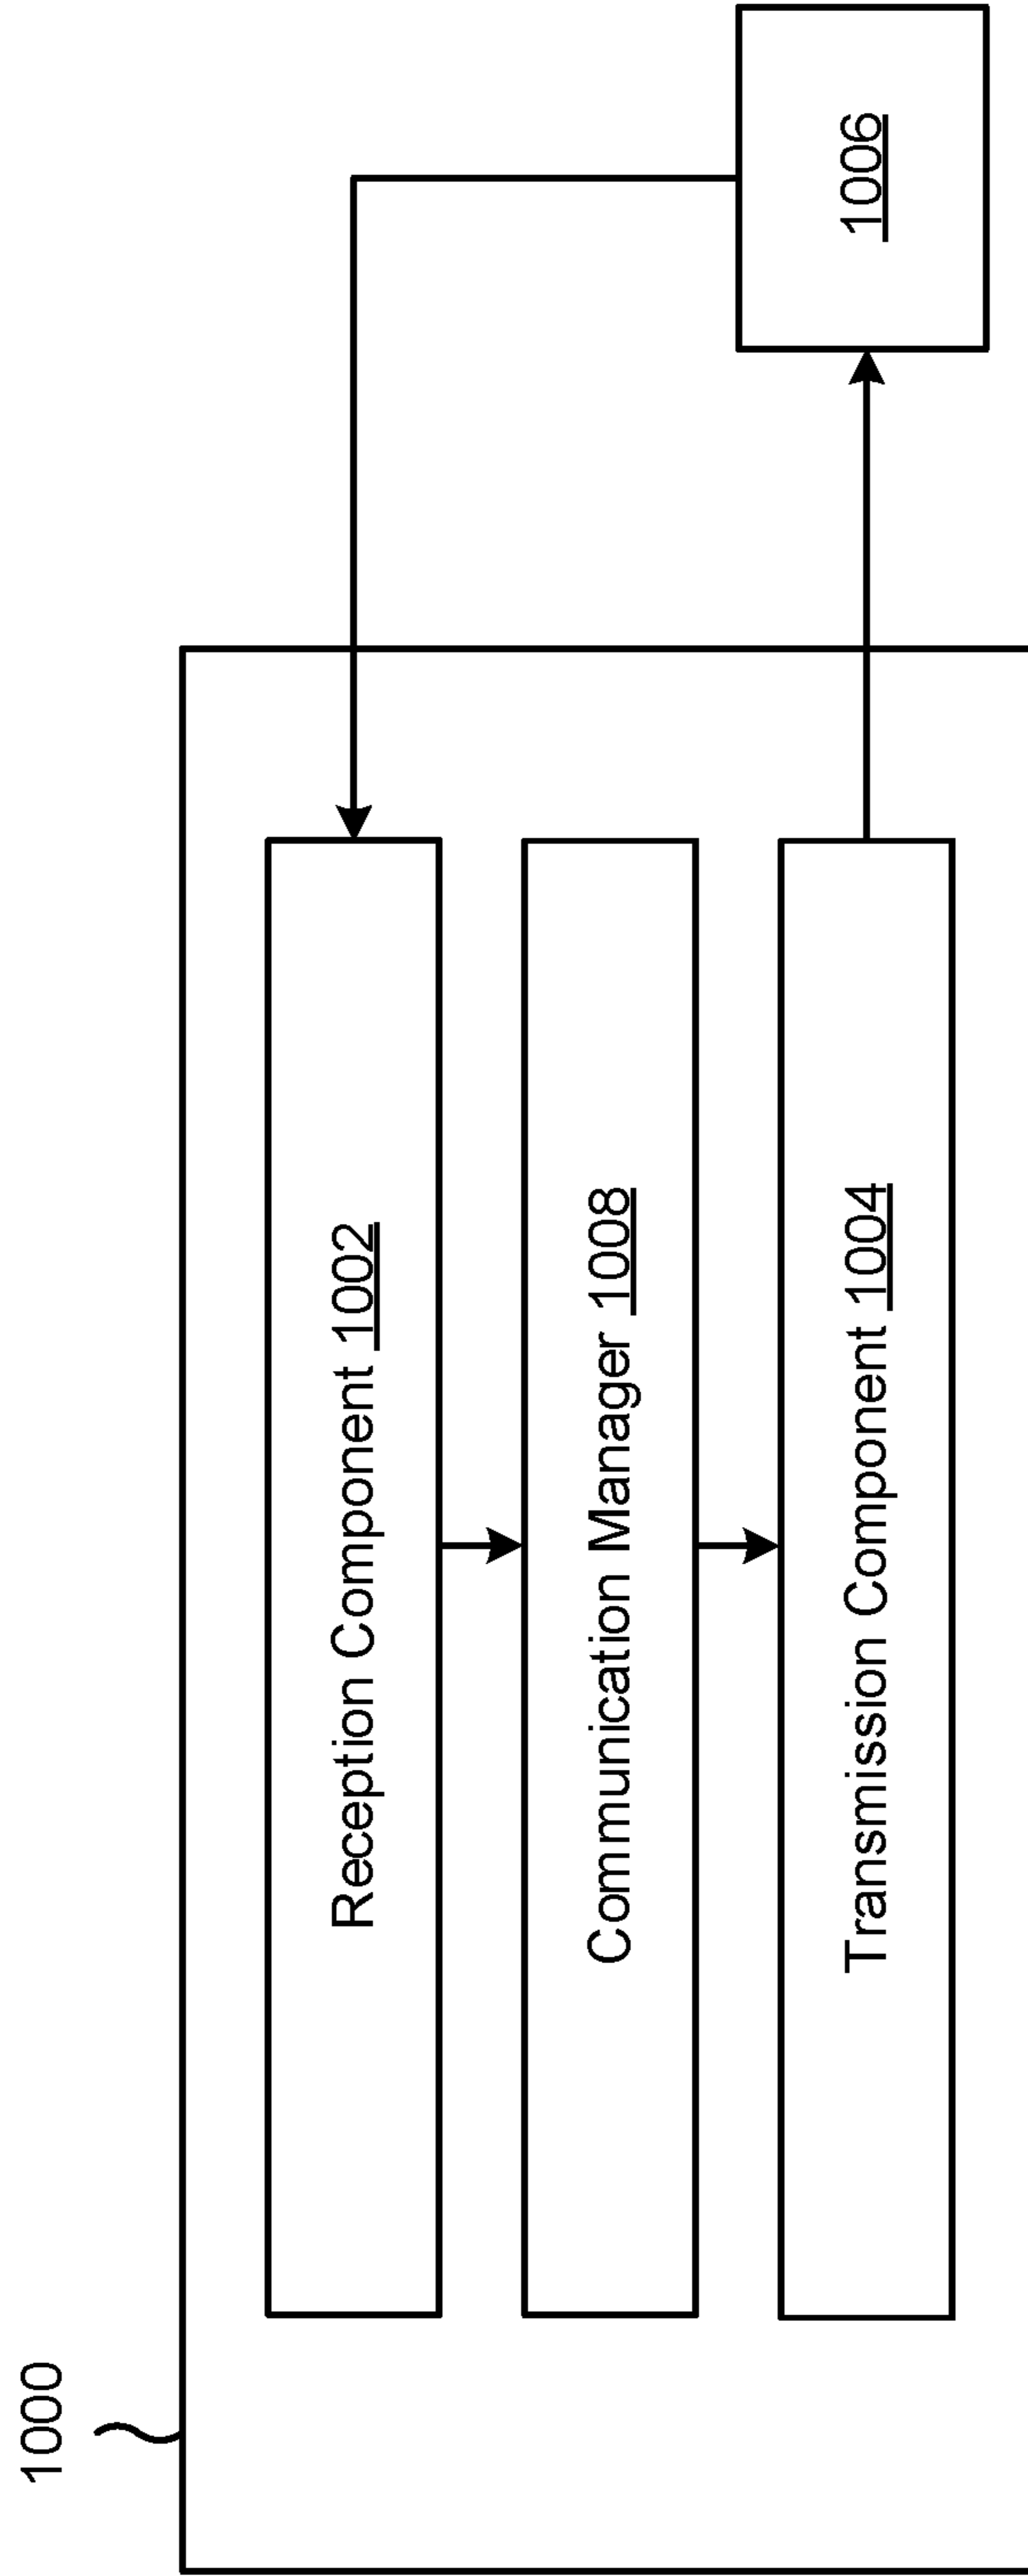 1000
Reception Component 1002
Communication Manager 1008
Transmission Component 1004
1006